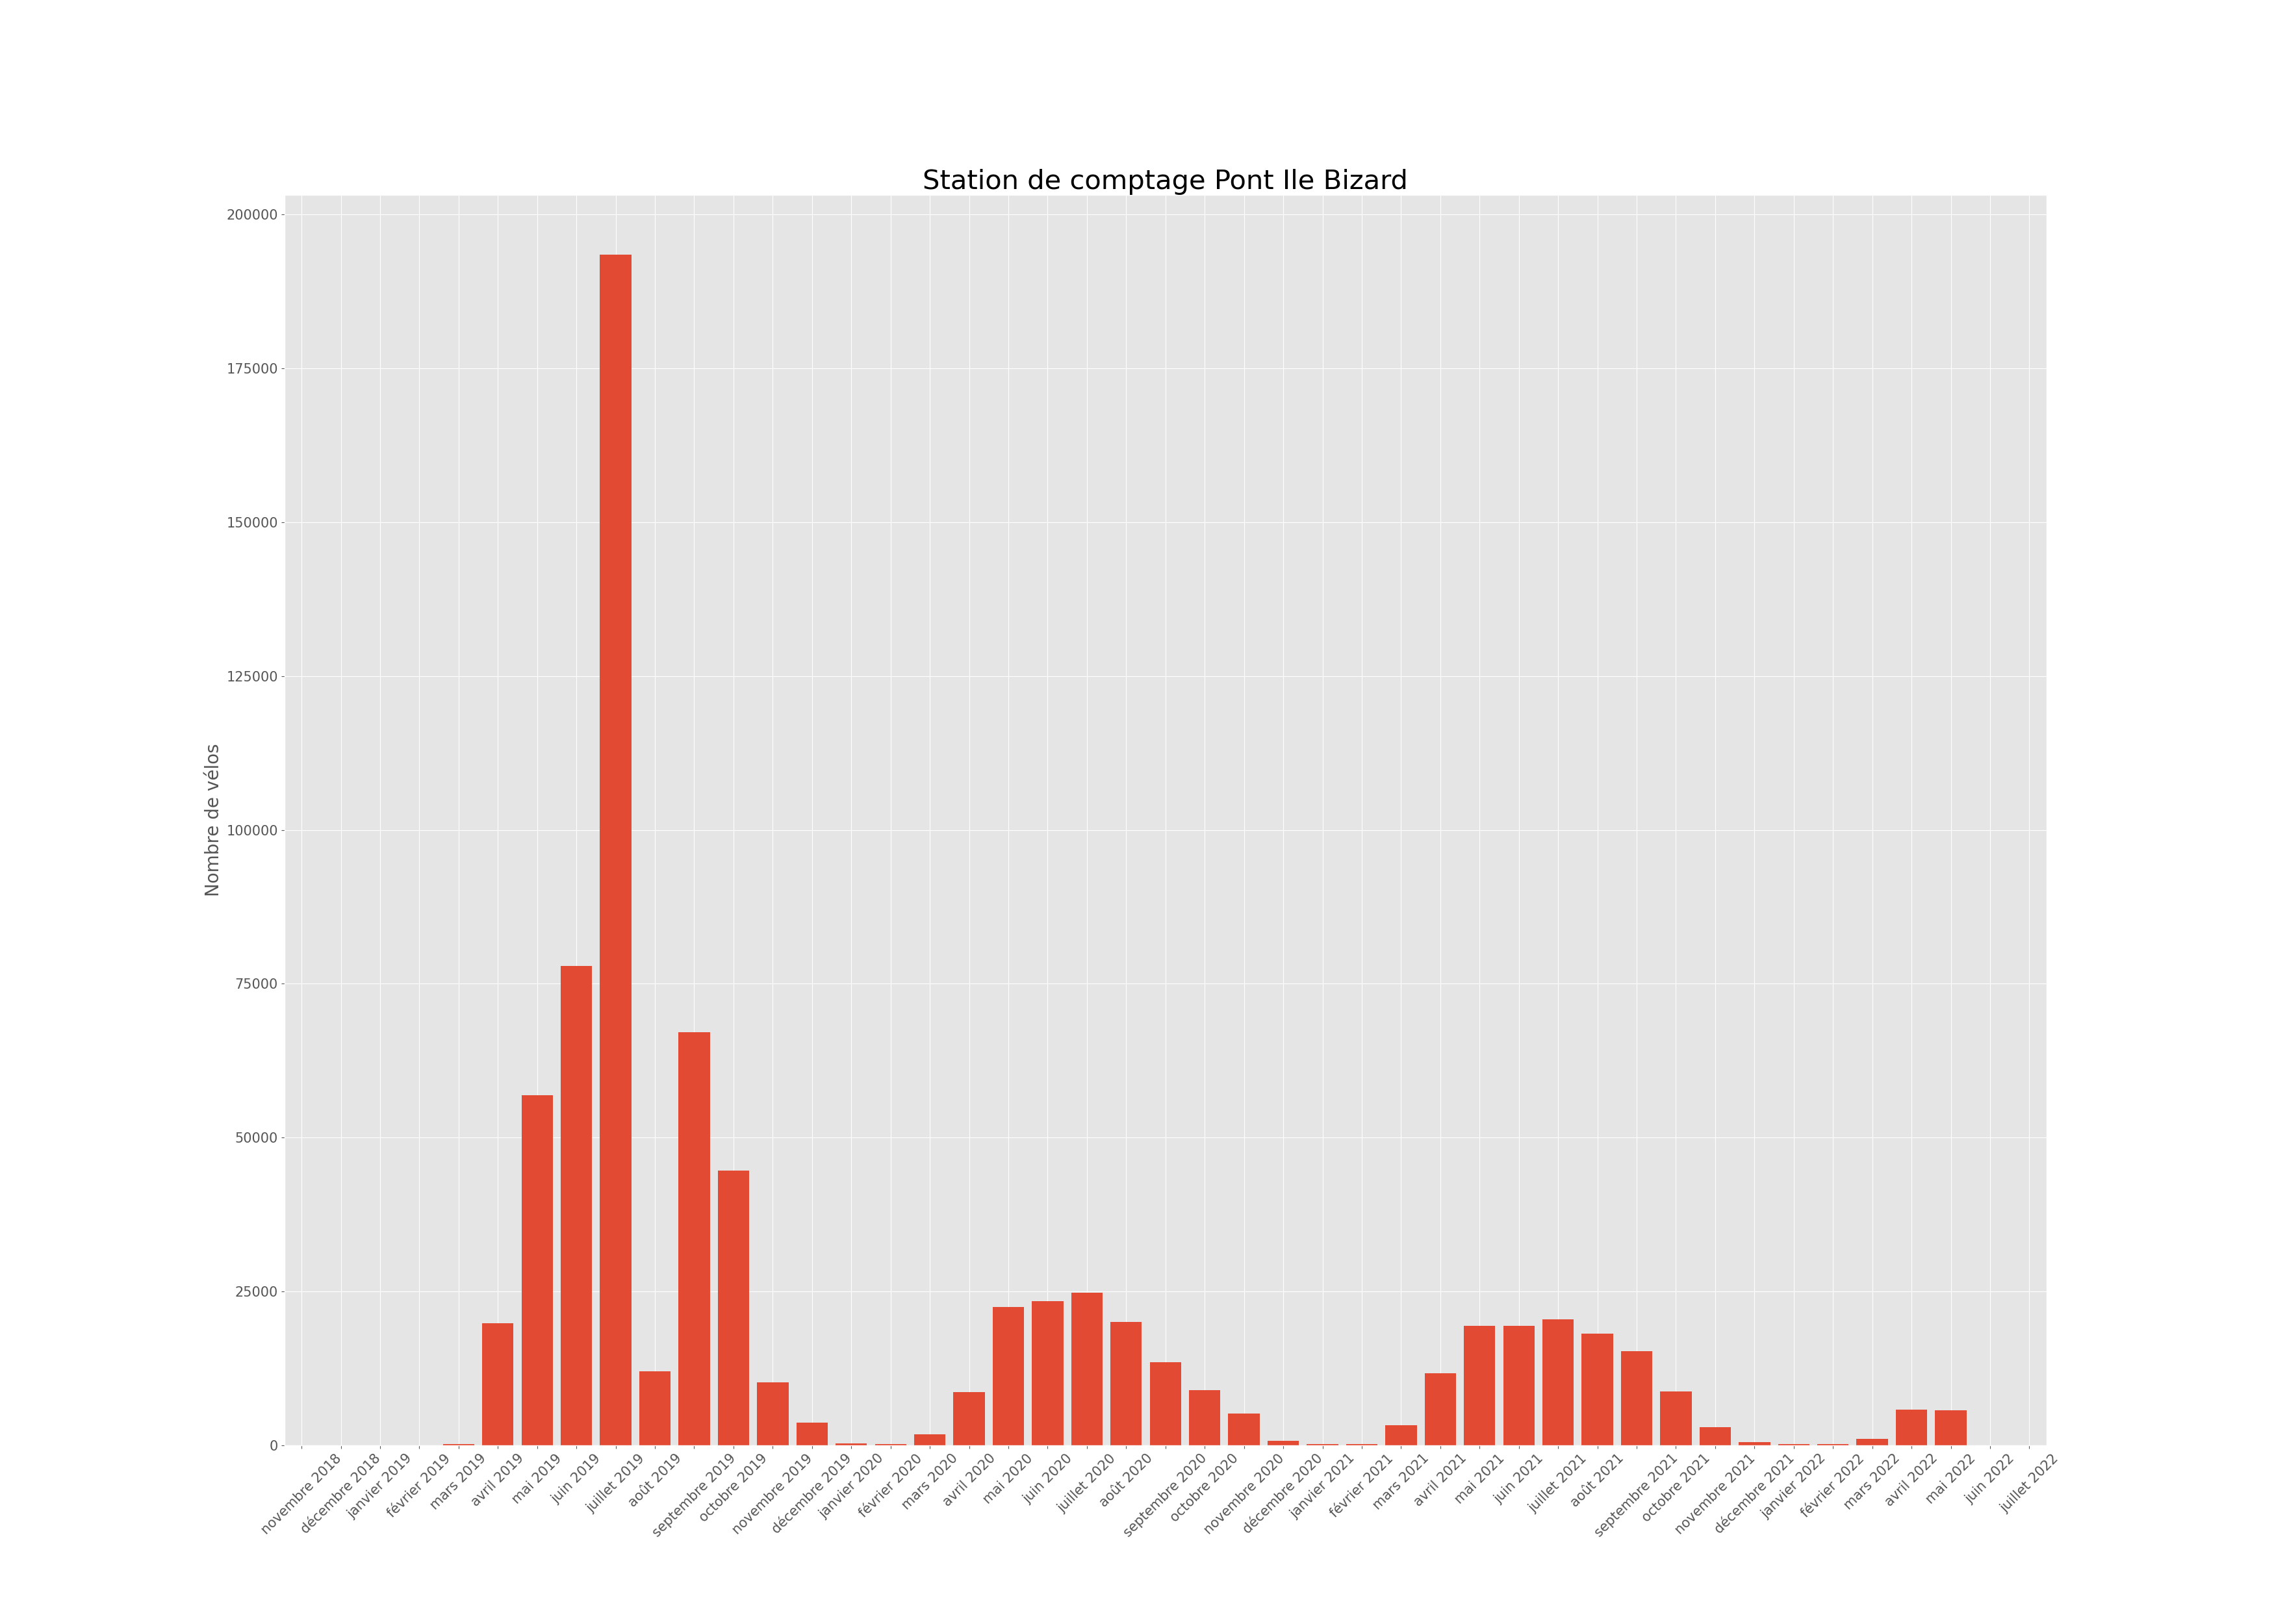 Station de comptage Pont Ile Bizard
Nombre de vélos
200000
175000
150000
125000
100000
75000
50000
25000
0
novembre 2018
décembre 2018
janvier 2019
février 2019
mars 2019
avril 2019
mai 2019
juin 2019
juillet 2019
août 2019
septembre 2019
octobre 2019
novembre 2019
décembre 2019
janvier 2020
février 2020
mars 2020
avril 2020
mai 2020
juin 2020
juillet 2020
août 2020
septembre 2020
octobre 2020
novembre 2020
décembre 2020
janvier 2021
février 2021
mars 2021
avril 2021
mai 2021
juin 2021
juillet 2021
août 2021
septembre 2021
octobre 2021
novembre 2021
décembre 2021
janvier 2022
février 2022
mars 2022
avril 2022
mai 2022
juin 2022
juillet 2022